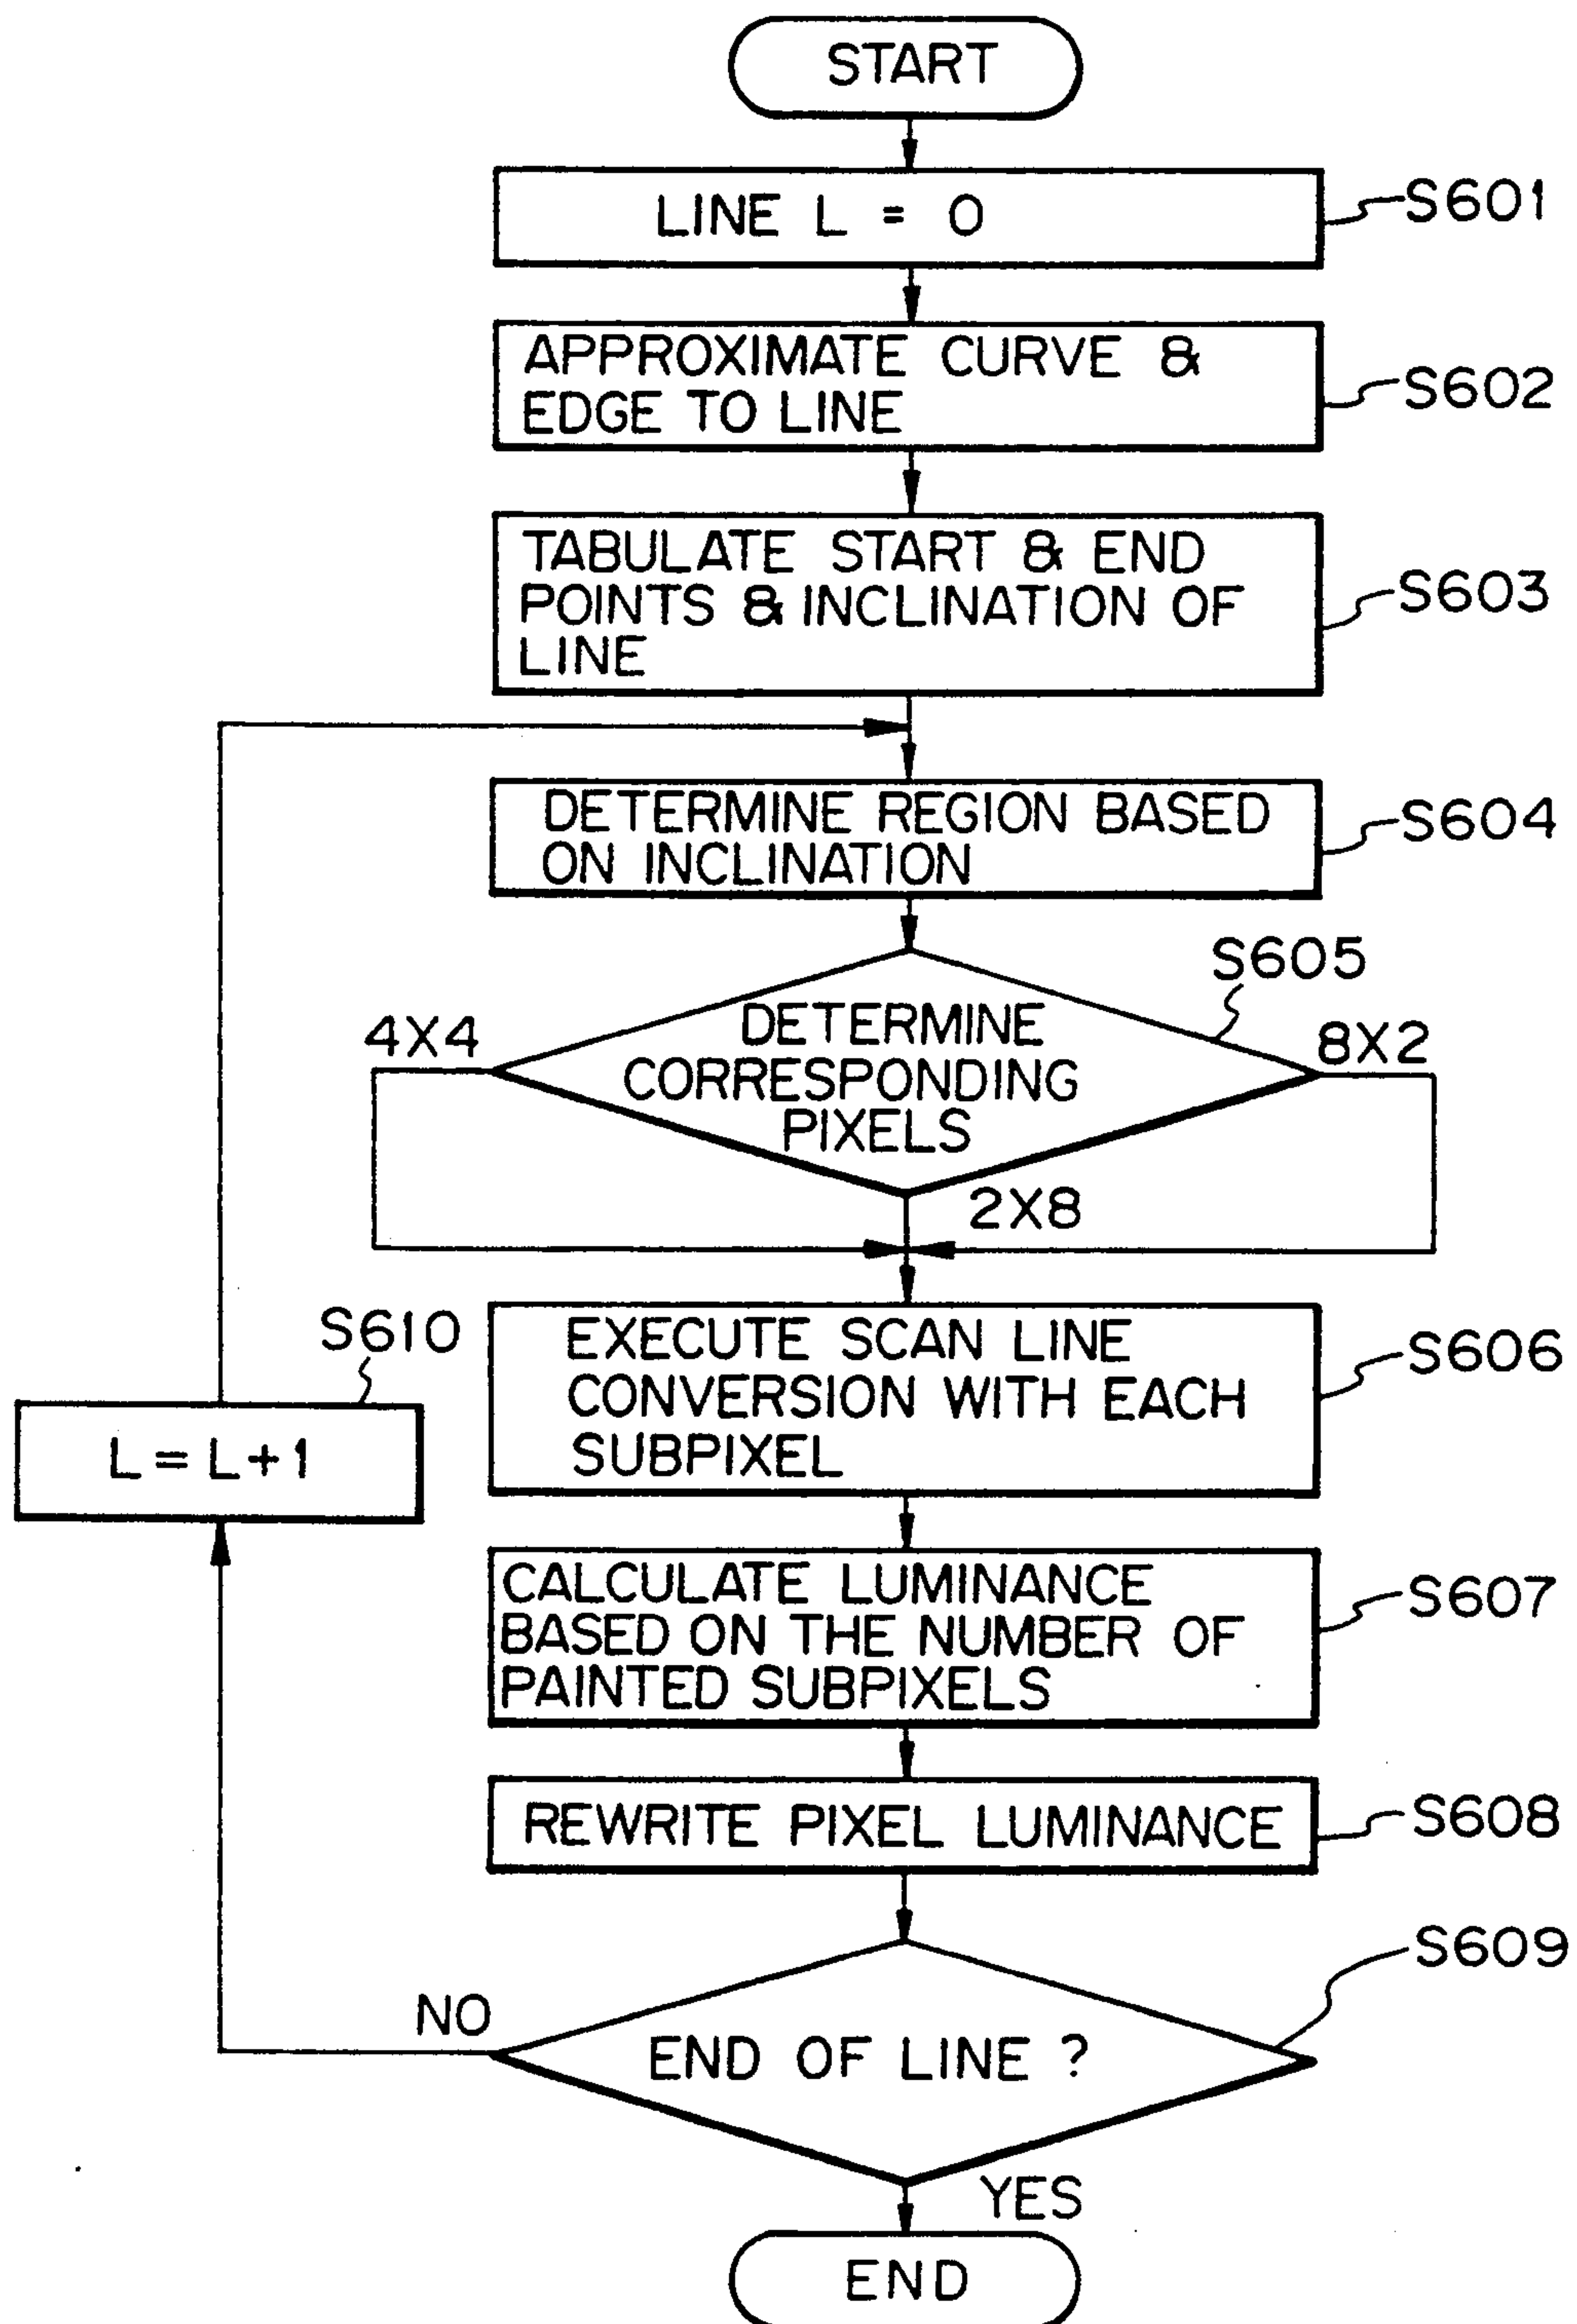 START
LINE L = 0
S601
APPROXIMATE CURVE &
EDGE TO LINE
S602
TABULATE START & END
POINTS & INCLINATION OF
LINE
S603
DETERMINE REGION BASED
ON INCLINATION
S604
S605
DETERMINE
CORRESPONDING
PIXELS
4X4
8X2
2X8
EXECUTE SCAN LINE
CONVERSION WITH EACH
SUBPIXEL
S606
S610
L = L + 1
CALCULATE LUMINANCE
BASED ON THE NUMBER OF
PAINTED SUBPIXELS
S607
REWRITE PIXEL LUMINANCE
S608
S609
NO
END OF LINE ?
YES
END